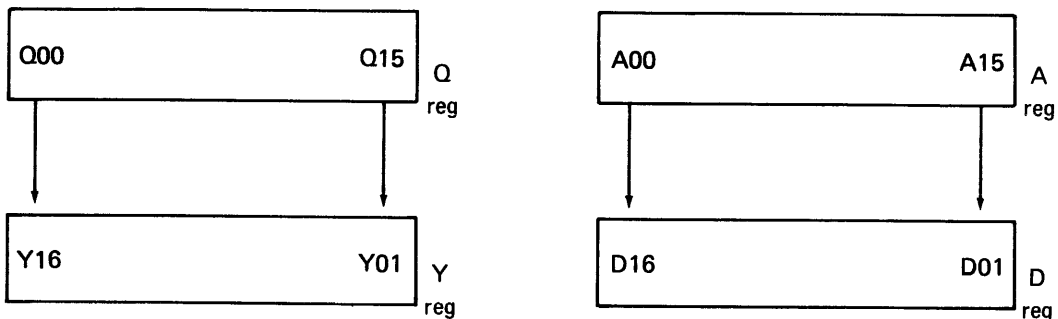 Q00 Q15 Q reg
A00 A15 A reg
Y16 Y01 Y reg
D16 D01 D reg